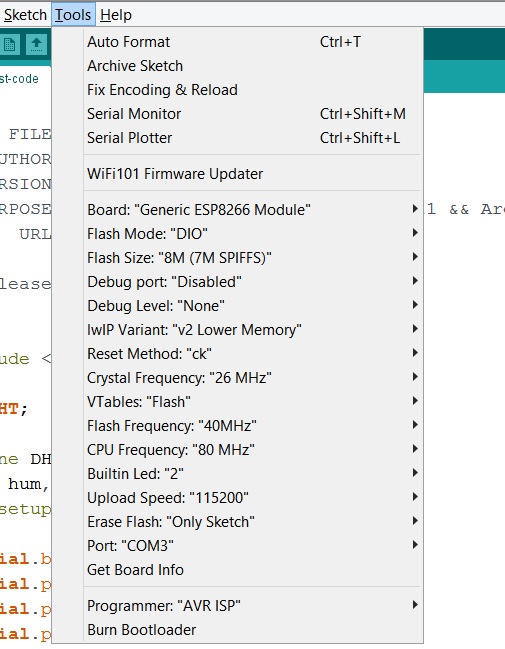 Sketch Tools Help
st-code
Auto Format Ctrl+T
Archive Sketch
Fix Encoding & Reload
Serial Monitor Ctrl+Shift+M
Serial Plotter Ctrl+Shift+L
WiFi101 Firmware Updater
Board: "Generic ESP8266 Module"
Flash Mode: "DIO"
Flash Size: "8M (7M SPIFFS)"
Debug port: "Disabled"
Debug Level: "None"
lwIP Variant: "v2 Lower Memory"
Reset Method: "ck"
Crystal Frequency: "26 MHz"
VTables: "Flash"
Flash Frequency: "40MHz"
CPU Frequency: "80 MHz"
Builtin Led: "2"
Upload Speed: "115200"
Erase Flash: "Only Sketch"
Port: "COM3"
Get Board Info
Programmer: "AVR ISP"
Burn Bootloader
FILE
UTHOR
RSION
RPOSE
1 && Ar
URL
lease
ude <
HT;
ne DH
hum,
setup
ial.b
ial.p
ial.p
ial.p